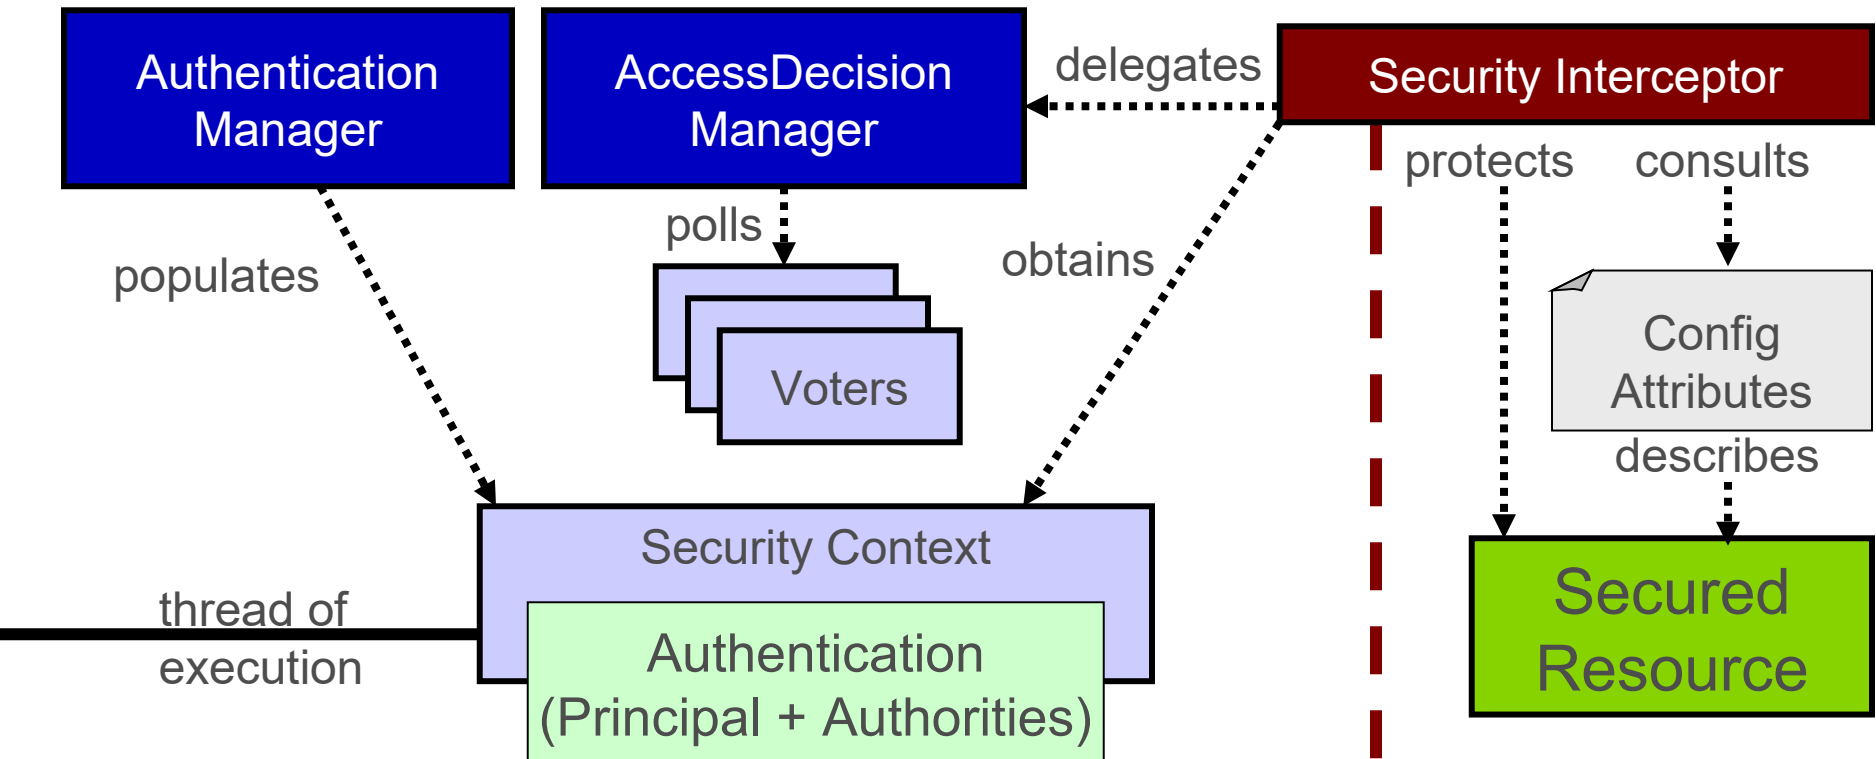 Authentication
Manager
AccessDecision
Manager
delegates
Security Interceptor
protects
consults
polls
populates
obtains
Voters
Config
Attributes
describes
Security Context
thread of
execution
Authentication
(Principal + Authorities)
Secured
Resource